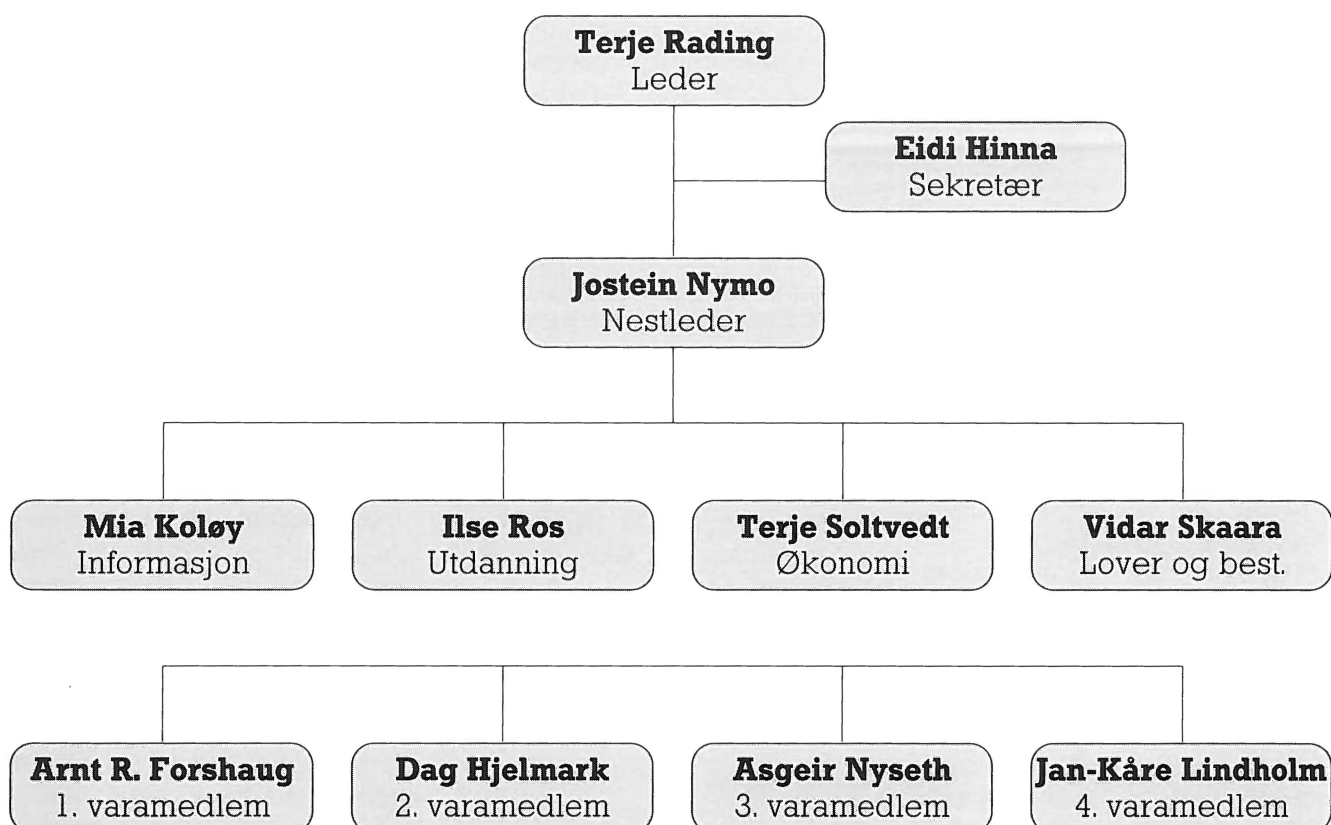 Terje Rading
Leder
Eidi Hinna
Sekretær
Jostein Nymo
Nestleder
Mia Koløy
Informasjon
Ilse Ros
Utdanning
Terje Soltvedt
Økonomi
Vidar Skaara
Lover og best.
Arnt R. Forshaug
1. varamedlem
Dag Hjelmark
2. varamedlem
Asgeir Nyseth
3. varamedlem
Jan-Kåre Lindholm
4. varamedlem